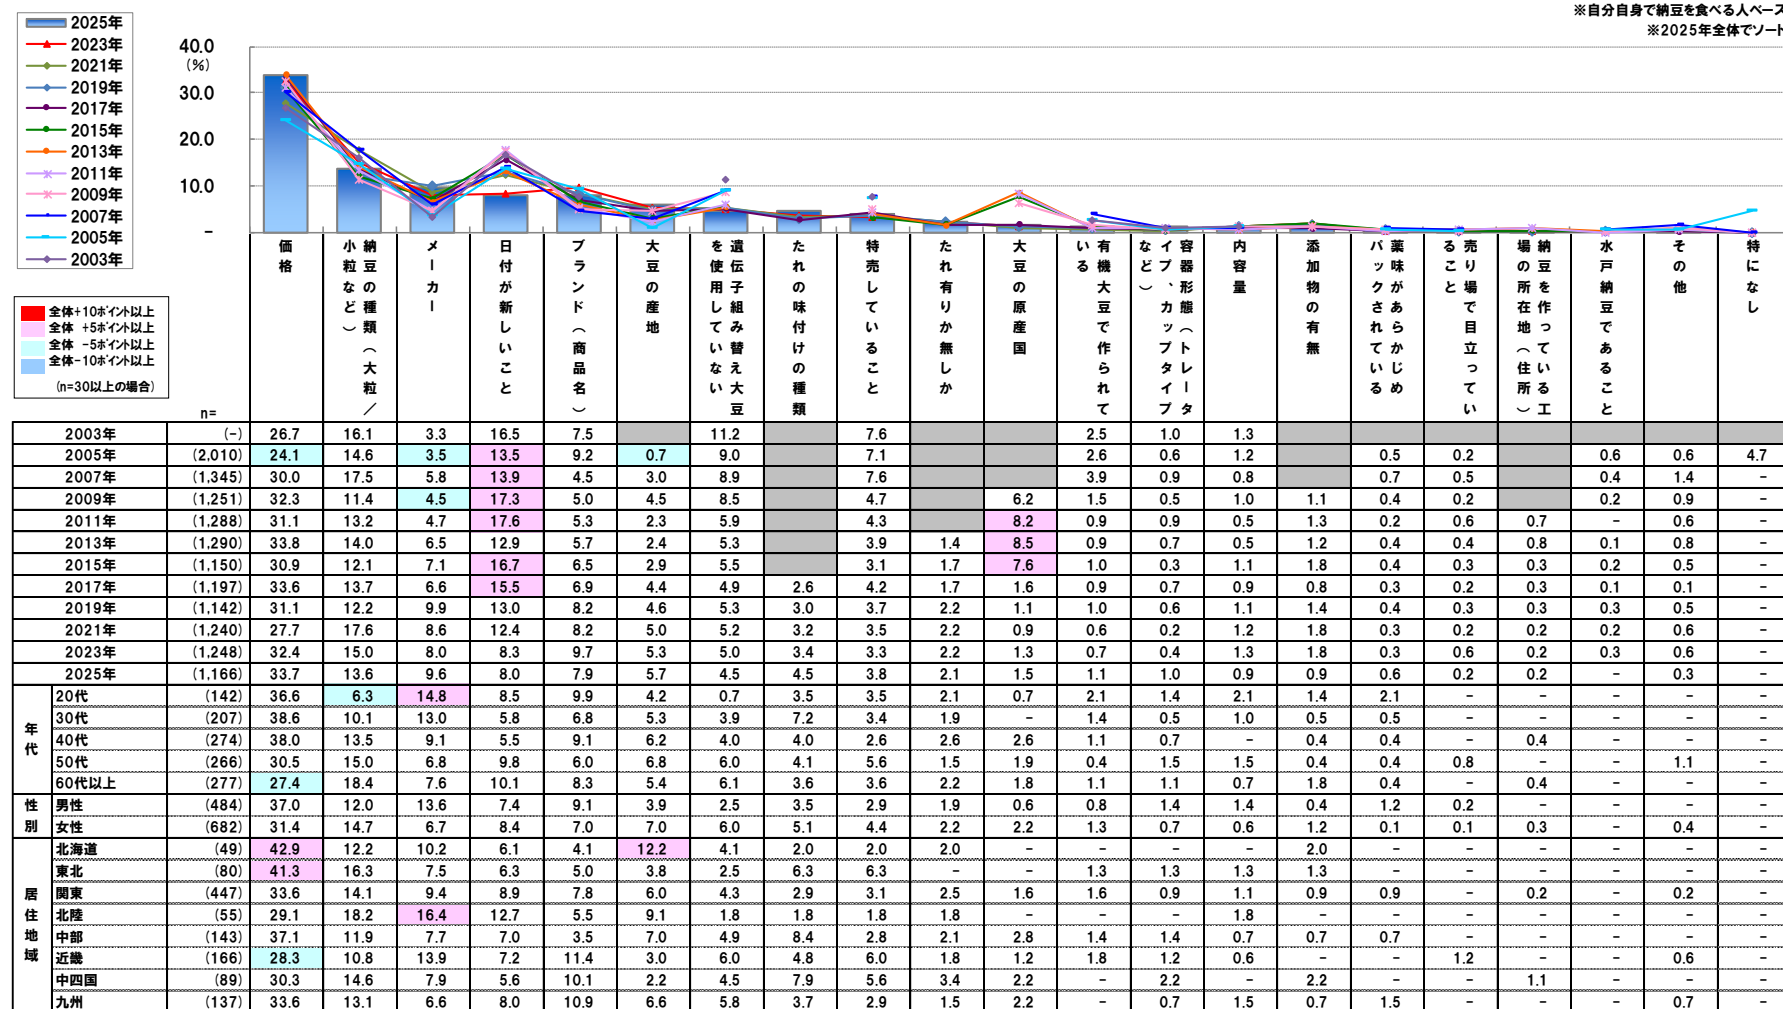 ※自分自身で納豆を食べる人ベース
※2025年全体でソート
2025年
2023年
2021年
2019年
2017年
2015年
2013年
2011年
2009年
2007年
2005年
2003年
40.0
(%)
30.0
20.0
10.0
−
全体+10ポイント以上
全体 +5ポイント以上
全体 -5ポイント以上
全体-10ポイント以上
(n=30以上の場合)
n=
価格
納豆の種類(大粒/小粒など)
メーカー
日付が新しいこと
ブランド(商品名)
大豆の産地
遺伝子組み替え大豆を使用していない
たれの味付けの種類
特売していること
たれ有りか無しか
大豆の原産国
有機大豆で作られている
容器形態(トレータイプ、カップタイプなど)
内容量
添加物の有無
薬味があらかじめパックされている
売り場で目立っていること
納豆を作っている工場の所在地(住所)
水戸納豆であること
その他
特になし
2003年 (-) 26.7 16.1 3.3 16.5 7.5 11.2 7.6 2.5 1.0 1.3
2005年 (2,010) 24.1 14.6 3.5 13.5 9.2 0.7 9.0 7.1 2.6 0.6 1.2 0.5 0.2 0.6 0.6 4.7
2007年 (1,345) 30.0 17.5 5.8 13.9 4.5 3.0 8.9 7.6 3.9 0.9 0.8 0.7 0.5 0.4 1.4 -
2009年 (1,251) 32.3 11.4 4.5 17.3 5.0 4.5 8.5 4.7 6.2 1.5 0.5 1.0 1.1 0.4 0.2 0.2 0.9 -
2011年 (1,288) 31.1 13.2 4.7 17.6 5.3 2.3 5.9 4.3 8.2 0.9 0.9 0.5 1.3 0.2 0.6 0.7 - 0.6 -
2013年 (1,290) 33.8 14.0 6.5 12.9 5.7 2.4 5.3 3.9 1.4 8.5 0.9 0.7 0.5 1.2 0.4 0.4 0.8 0.1 0.8 -
2015年 (1,150) 30.9 12.1 7.1 16.7 6.5 2.9 5.5 3.1 1.7 7.6 1.0 0.3 1.1 1.8 0.4 0.3 0.3 0.2 0.5 -
2017年 (1,197) 33.6 13.7 6.6 15.5 6.9 4.4 4.9 2.6 4.2 1.7 1.6 0.9 0.7 0.9 0.8 0.3 0.2 0.3 0.1 0.1 -
2019年 (1,142) 31.1 12.2 9.9 13.0 8.2 4.6 5.3 3.0 3.7 2.2 1.1 1.0 0.6 1.1 1.4 0.4 0.3 0.3 0.3 0.5 -
2021年 (1,240) 27.7 17.6 8.6 12.4 8.2 5.0 5.2 3.2 3.5 2.2 0.9 0.6 0.2 1.2 1.8 0.3 0.2 0.2 0.2 0.6 -
2023年 (1,248) 32.4 15.0 8.0 8.3 9.7 5.3 5.0 3.4 3.3 2.2 1.3 0.7 0.4 1.3 1.8 0.3 0.6 0.2 0.3 0.6 -
2025年 (1,166) 33.7 13.6 9.6 8.0 7.9 5.7 4.5 4.5 3.8 2.1 1.5 1.1 1.0 0.9 0.9 0.6 0.2 0.2 - 0.3 -
年代
20代 (142) 36.6 6.3 14.8 8.5 9.9 4.2 0.7 3.5 3.5 2.1 0.7 2.1 1.4 2.1 1.4 2.1 - - - - -
30代 (207) 38.6 10.1 13.0 5.8 6.8 5.3 3.9 7.2 3.4 1.9 - 1.4 0.5 1.0 0.5 0.5 - - - - -
40代 (274) 38.0 13.5 9.1 5.5 9.1 6.2 4.0 4.0 2.6 2.6 2.6 1.1 0.7 - 0.4 0.4 - 0.4 - - -
50代 (266) 30.5 15.0 6.8 9.8 6.0 6.8 6.0 4.1 5.6 1.5 1.9 0.4 1.5 1.5 0.4 0.4 0.8 - - 1.1 -
60代以上 (277) 27.4 18.4 7.6 10.1 8.3 5.4 6.1 3.6 3.6 2.2 1.8 1.1 1.1 0.7 1.8 0.4 - 0.4 - - -
性別
男性 (484) 37.0 12.0 13.6 7.4 9.1 3.9 2.5 3.5 2.9 1.9 0.6 0.8 1.4 1.4 0.4 1.2 0.2 - - - -
女性 (682) 31.4 14.7 6.7 8.4 7.0 7.0 6.0 5.1 4.4 2.2 2.2 1.3 0.7 0.6 1.2 0.1 0.1 0.3 - 0.4 -
居住地域
北海道 (49) 42.9 12.2 10.2 6.1 4.1 12.2 4.1 2.0 2.0 2.0 - - - - 2.0 - - - - - -
東北 (80) 41.3 16.3 7.5 6.3 5.0 3.8 2.5 6.3 6.3 - - 1.3 1.3 1.3 1.3 - - - - - -
関東 (447) 33.6 14.1 9.4 8.9 7.8 6.0 4.3 2.9 3.1 2.5 1.6 1.6 0.9 1.1 0.9 0.9 - 0.2 - 0.2 -
北陸 (55) 29.1 18.2 16.4 12.7 5.5 9.1 1.8 1.8 1.8 1.8 - - - 1.8 - - - - - - -
中部 (143) 37.1 11.9 7.7 7.0 3.5 7.0 4.9 8.4 2.8 2.1 2.8 1.4 1.4 0.7 0.7 0.7 - - - - -
近畿 (166) 28.3 10.8 13.9 7.2 11.4 3.0 6.0 4.8 6.0 1.8 1.2 1.8 1.2 0.6 - - 1.2 - - 0.6 -
中四国 (89) 30.3 14.6 7.9 5.6 10.1 2.2 4.5 7.9 5.6 3.4 2.2 - 2.2 - 2.2 - - 1.1 - - -
九州 (137) 33.6 13.1 6.6 8.0 10.9 6.6 5.8 3.7 2.9 1.5 2.2 - 0.7 1.5 0.7 1.5 - - - 0.7 -